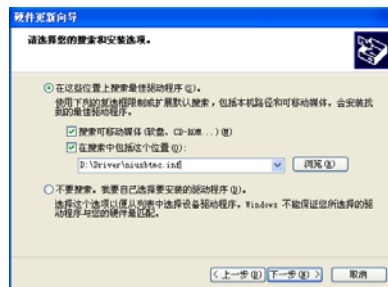 硬件更新向导
请选择您的搜索和安装选项。
在这些位置上搜索最佳驱动程序(S)。
使用下列的复选框限制或扩展默认搜索，包括本机路径和可移动媒体。会安装找
到的最佳驱动程序。
搜索可移动媒体(软盘、CD-ROM...)(M)
在搜索中包括这个位置(O):
浏览(R)
不要搜索。我要自己选择要安装的驱动程序(D)。
选择这个选项以便从列表中选择设备驱动程序。Windows 不能保证您所选择的驱
动程序与您的硬件最匹配。
< 上一步(B)
下一步(N) >
取消